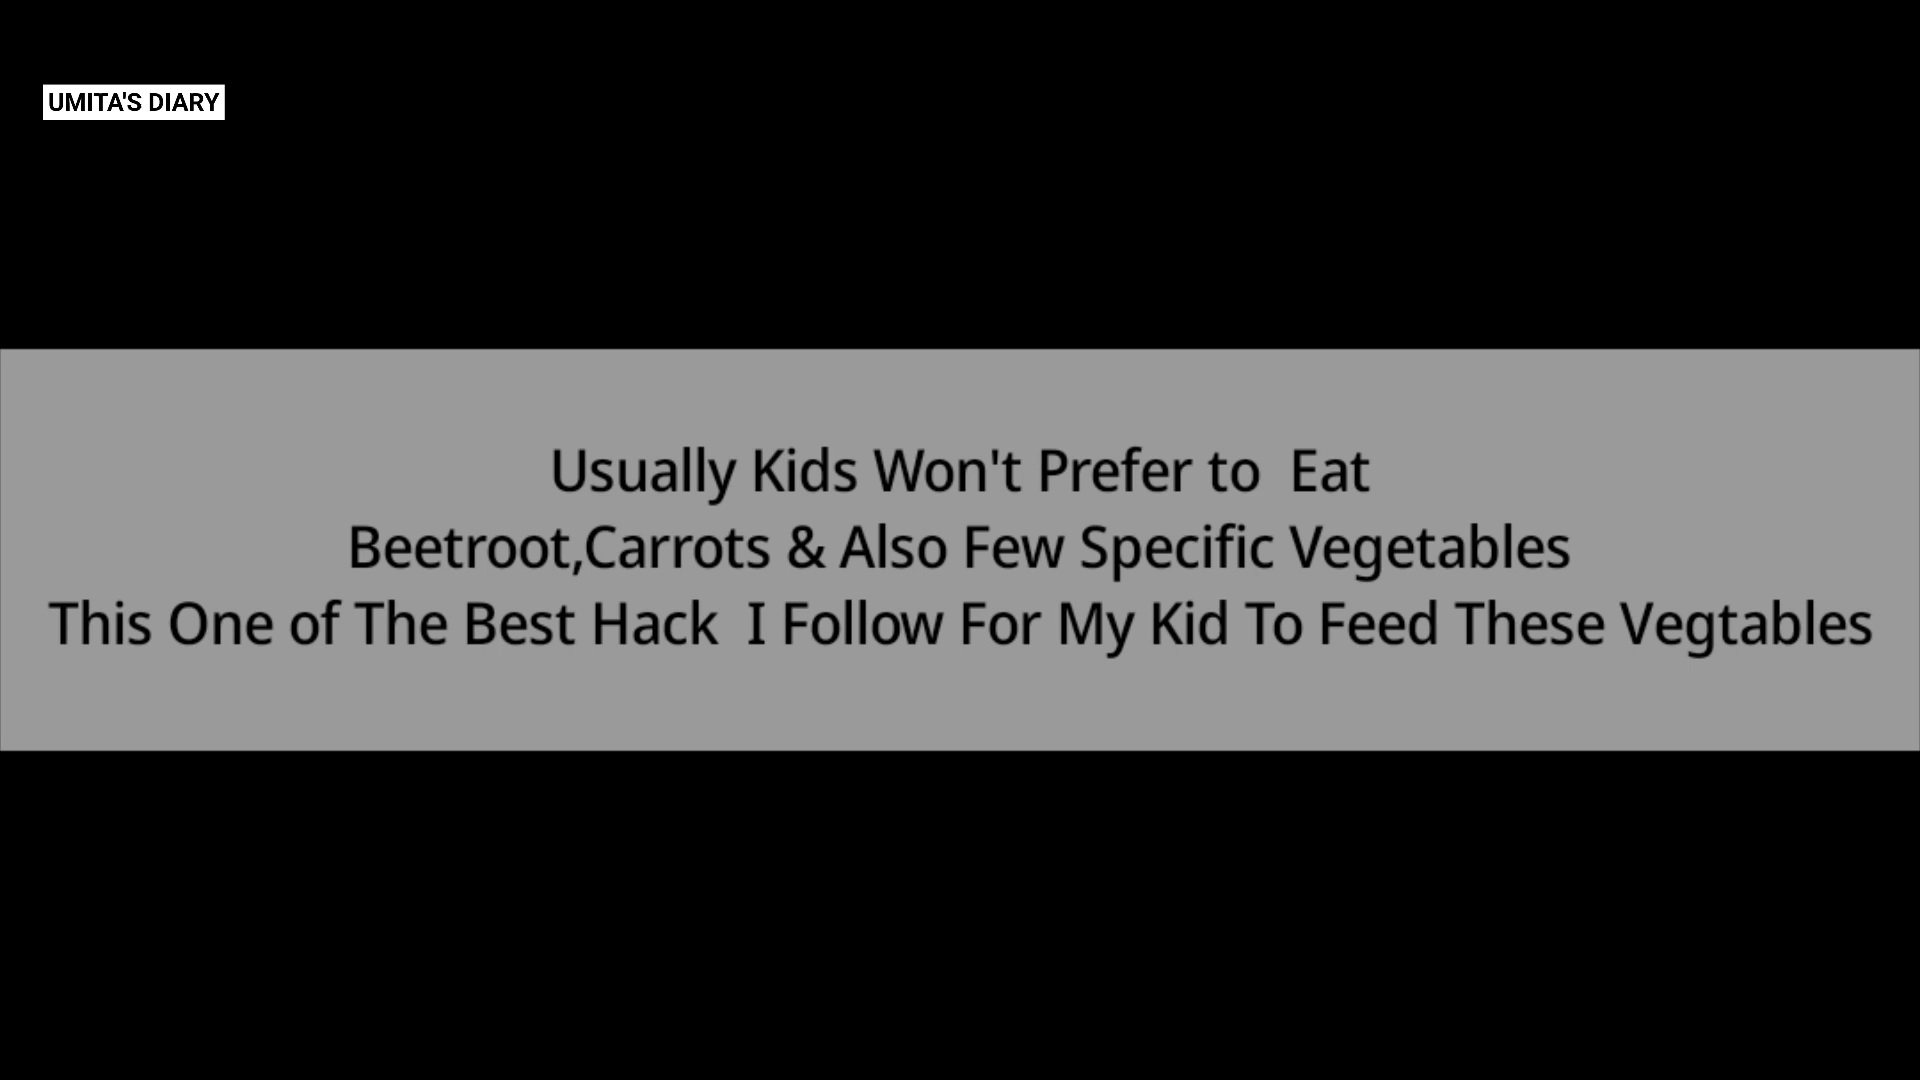 UMITA'S DIARY
Usually Kids Won't Prefer to  Eat
Beetroot,Carrots & Also Few Specific Vegetables
This One of The Best Hack  I Follow For My Kid To Feed These Vegtables